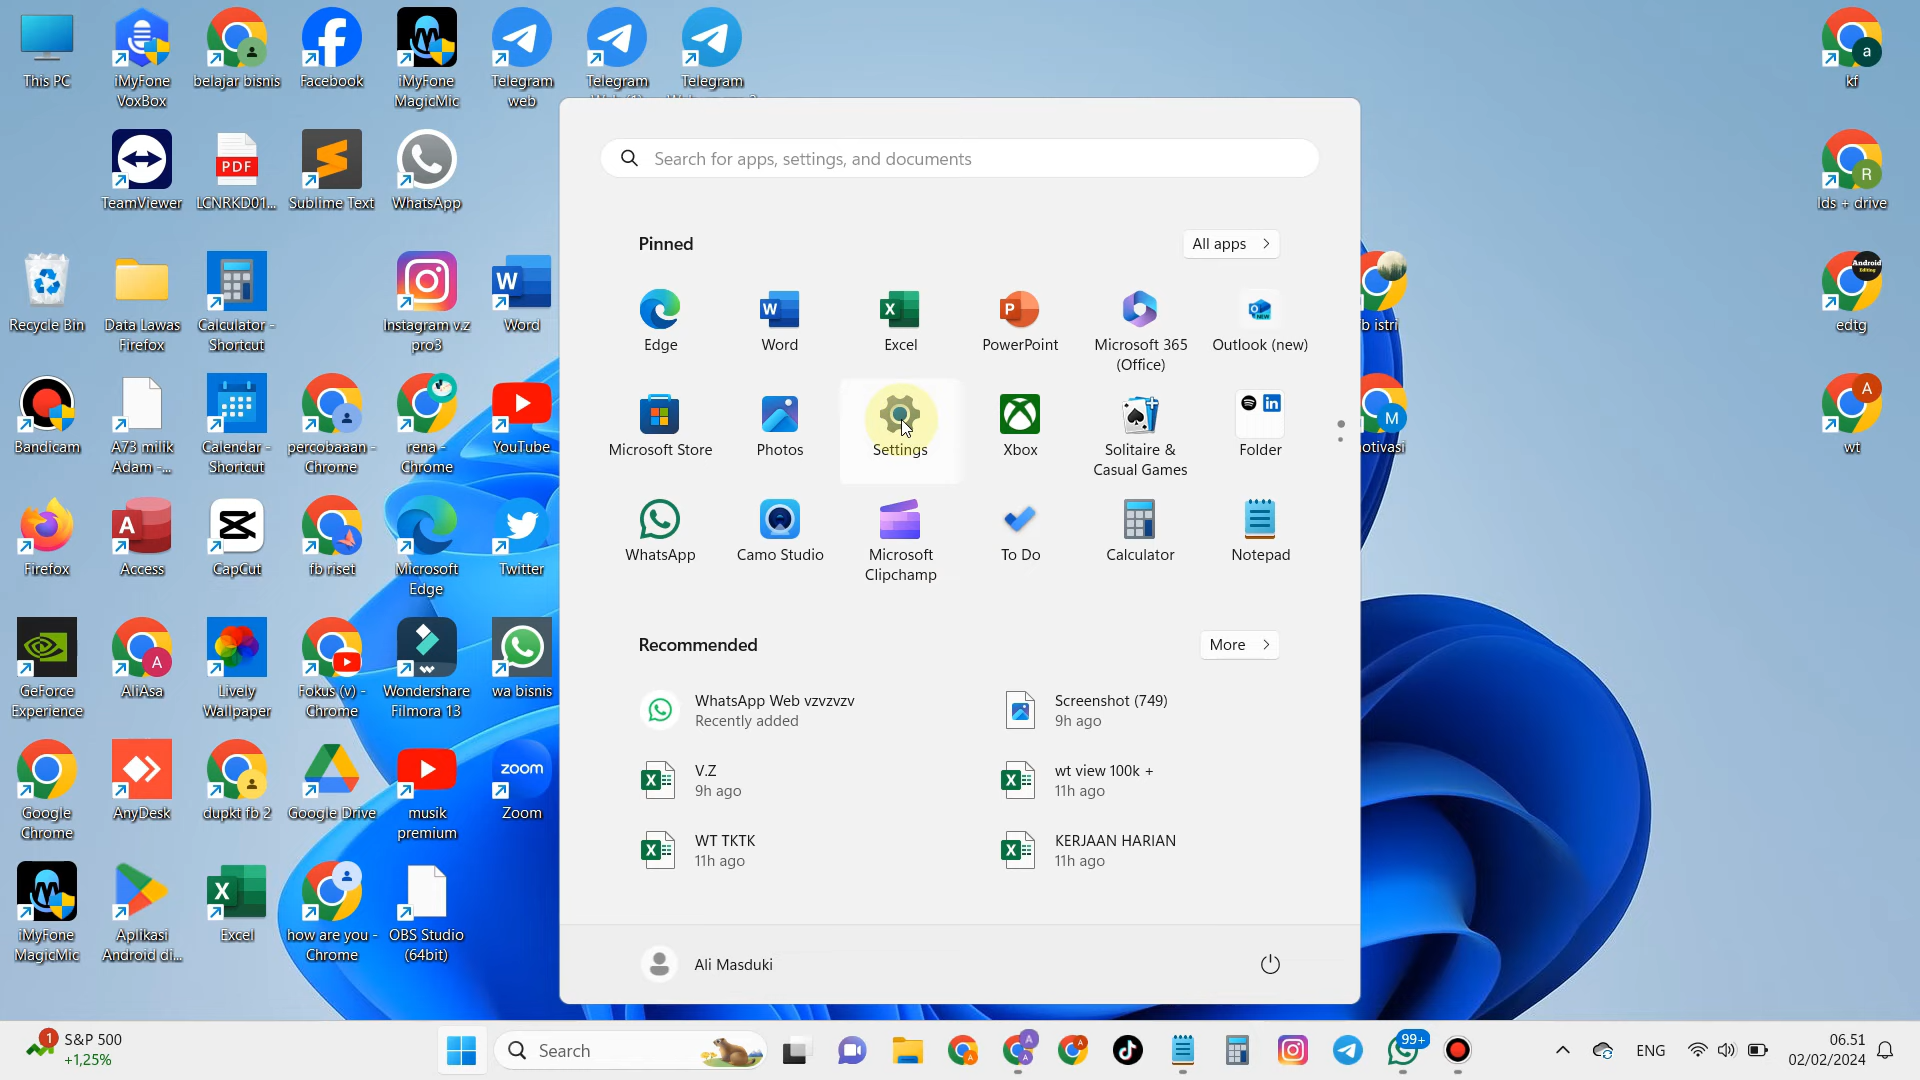 This PC
iMyFone
VoxBox
belajar bisnis
Facebook
iMyFone
MagicMic
Telegram
web
Telegram
Telegram
a
kf
TeamViewer
PDF
LCNRKD01...
Sublime Text
WhatsApp
R
lds + drive
Search for apps, settings, and documents
Pinned
All apps
Recycle Bin
Data Lawas
Firefox
Calculator -
Shortcut
Instagram v.z
pro3
W
Word
Edge
Word
Excel
PowerPoint
Microsoft 365
(Office)
Outlook (new)
b istri
Android
Editing
edtg
Bandicam
A73 milik
Adam -...
Calendar -
Shortcut
percobaaan -
Chrome
rena -
Chrome
YouTube
Microsoft Store
Photos
Settings
Xbox
Solitaire &
Casual Games
Folder
M
otivasi
A
wt
Firefox
A
Access
CapCut
fb riset
Microsoft
Edge
Twitter
WhatsApp
Camo Studio
Microsoft
Clipchamp
To Do
Calculator
Notepad
GeForce
Experience
A
AliAsa
Lively
Wallpaper
Fokus (v) -
Chrome
Wondershare
Filmora 13
wa bisnis
Recommended
More
WhatsApp Web vzvzvzv
Recently added
Screenshot (749)
9h ago
V.Z
9h ago
wt view 100k +
11h ago
WT TKTK
11h ago
KERJAAN HARIAN
11h ago
Google
Chrome
AnyDesk
dupkt fb 2
Google Drive
musik
premium
zoom
Zoom
iMyFone
MagicMic
Aplikasi
Android di...
X
Excel
how are you -
Chrome
OBS Studio
(64bit)
Ali Masduki
1
S&P 500
+1,25%
Search
99+
ENG
06.51
02/02/2024